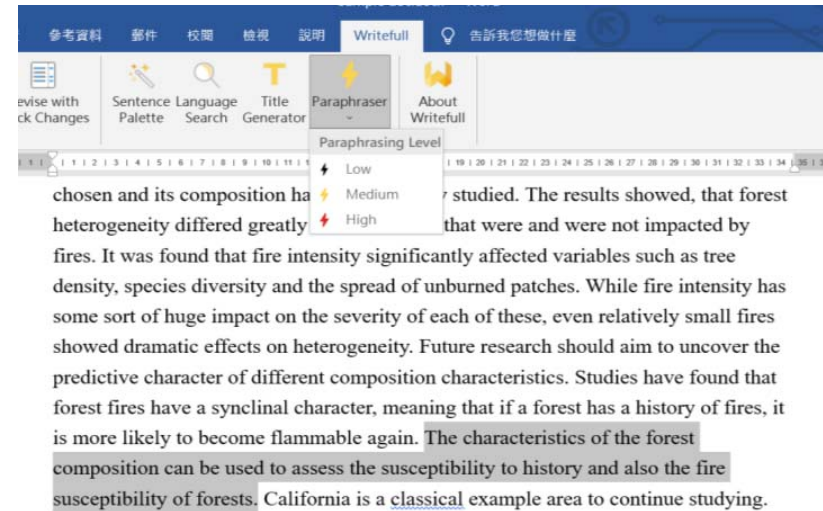 參考資料 郵件 校閱 檢視 說明 Writefull 告訴我您想做什麼
Sentence Palette Language Search Title Generator Paraphraser About Writefull
with
Changes
Paraphrasing Level
Low
Medium
High
chosen and its composition studied. The results showed, that forest
heterogeneity differed greatly that were and were not impacted by
fires. It was found that fire intensity significantly affected variables such as tree
density, species diversity and the spread of unburned patches. While fire intensity has
some sort of huge impact on the severity of each of these, even relatively small fires
showed dramatic effects on heterogeneity. Future research should aim to uncover the
predictive character of different composition characteristics. Studies have found that
forest fires have a synclinal character, meaning that if a forest has a history of fires, it
is more likely to become flammable again. The characteristics of the forest
composition can be used to assess the susceptibility to history and also the fire
susceptibility of forests. California is a classical example area to continue studying.